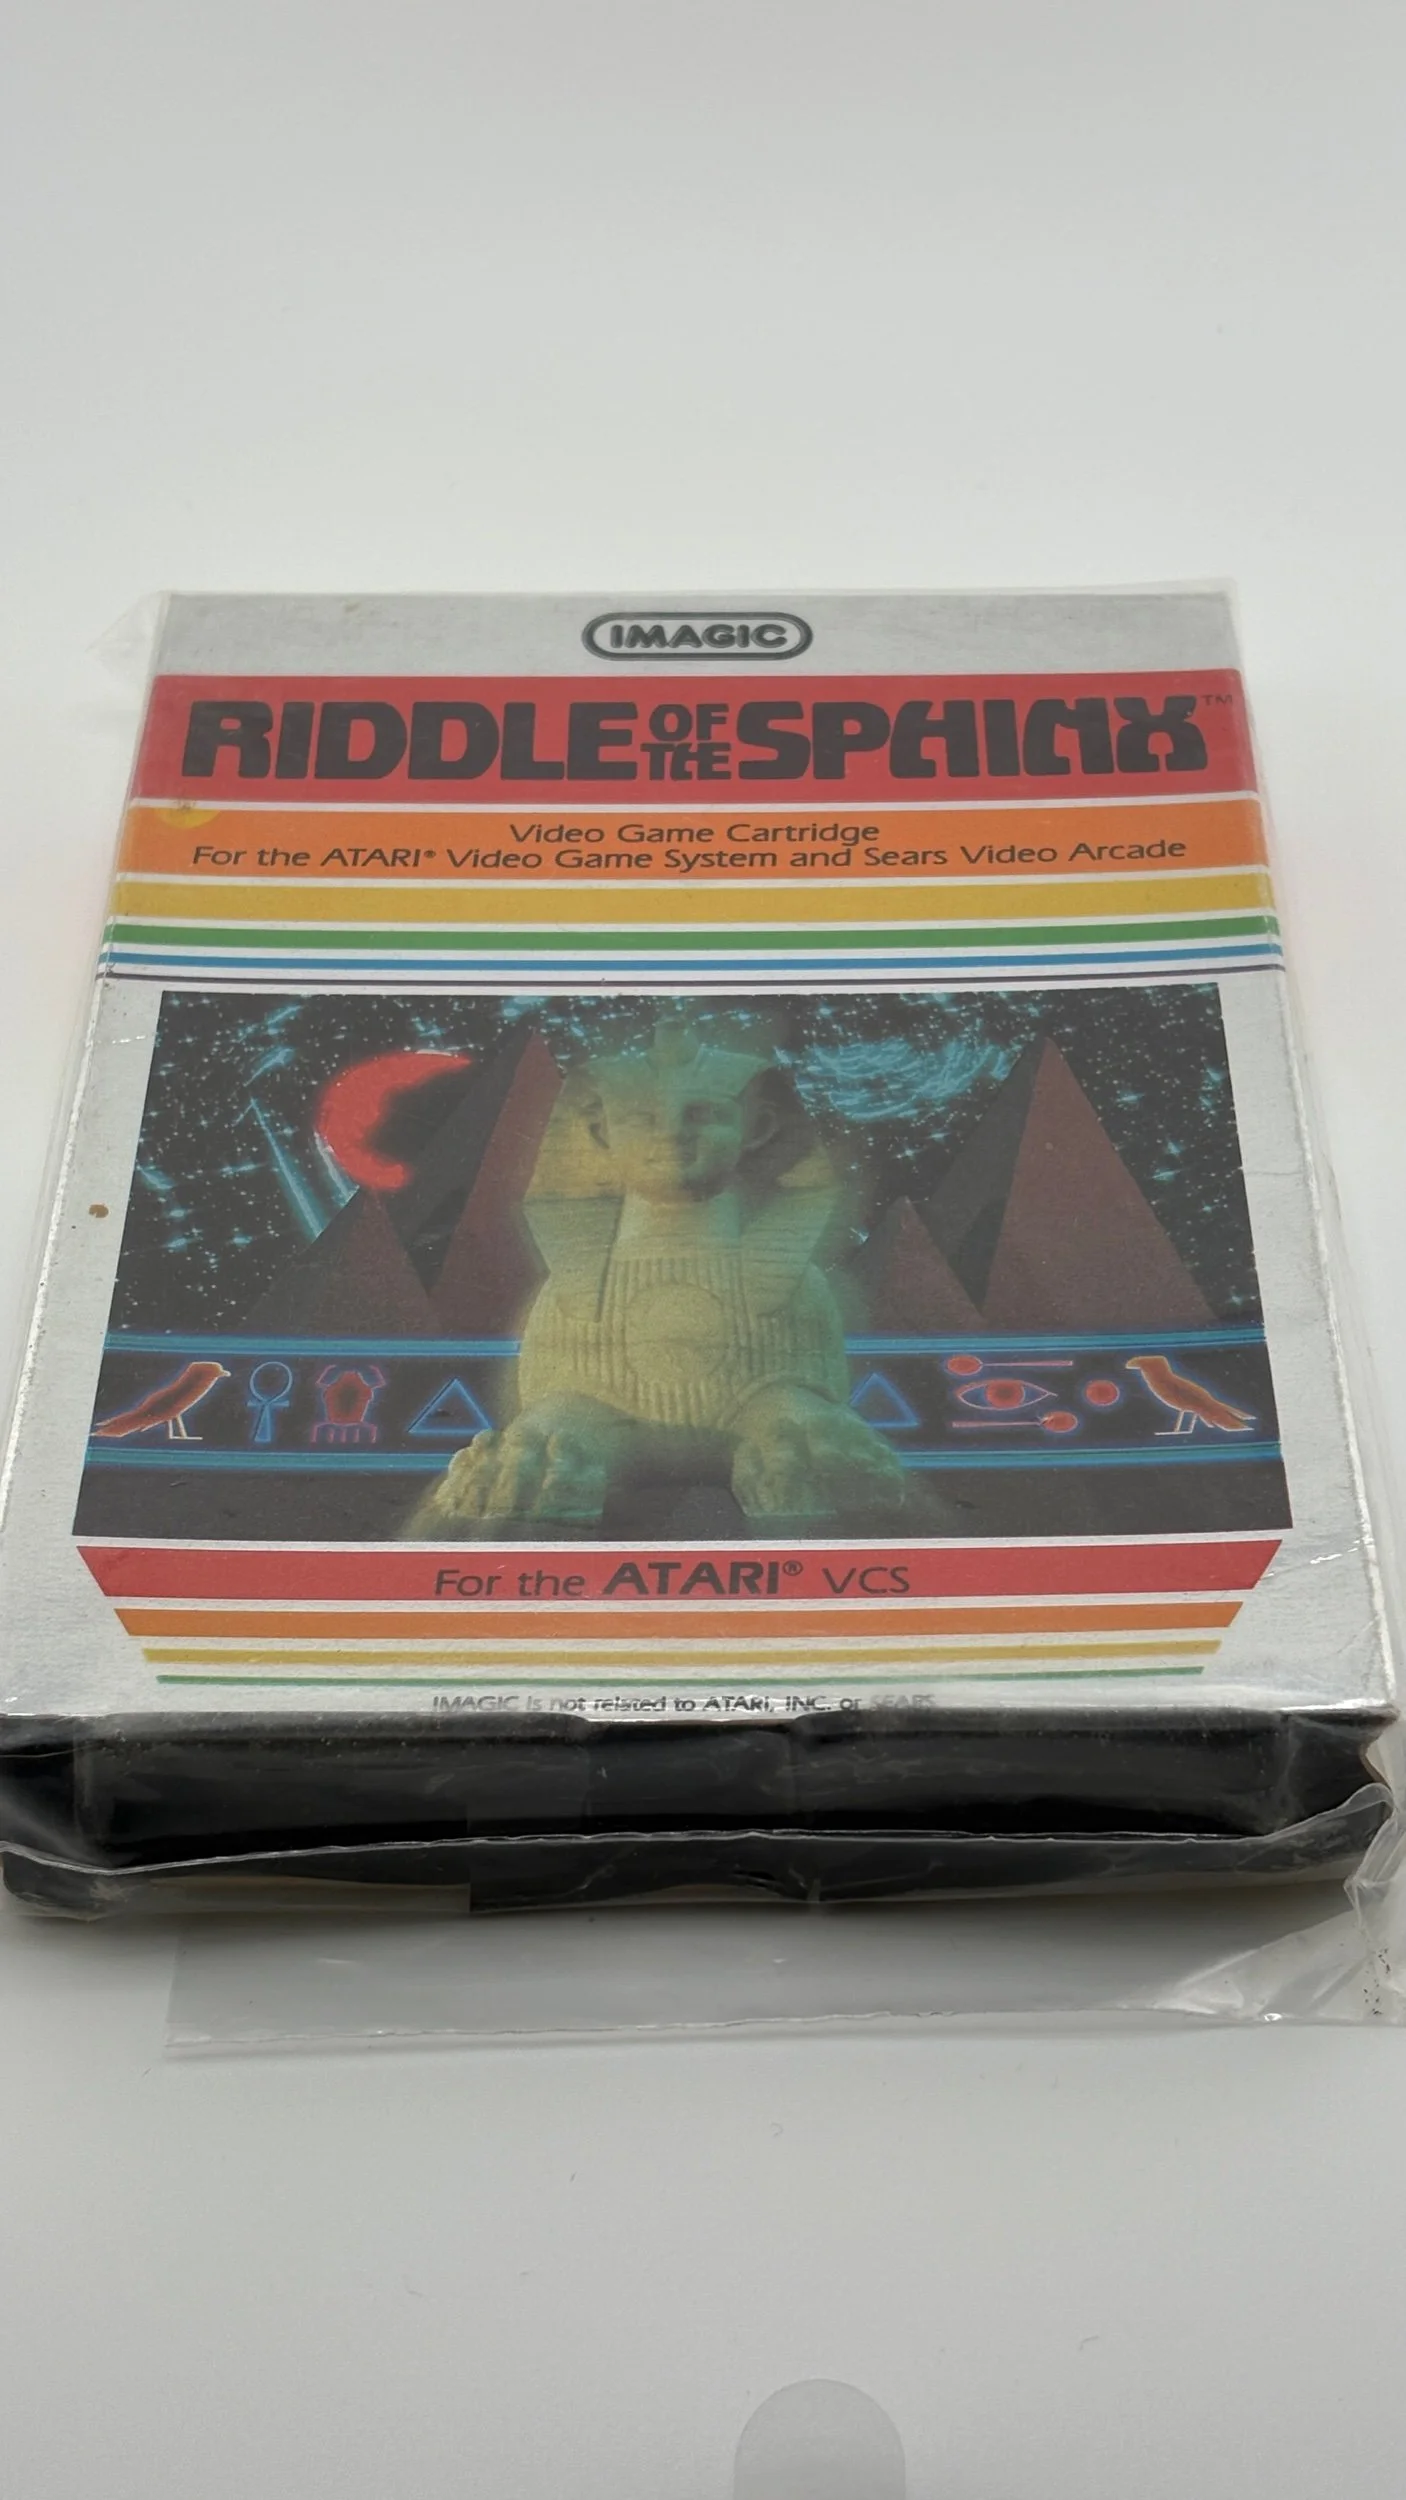 IMAGIC
RIDDLE OF THE SPHINX™
Video Game Cartridge
For the ATARI® Video Game System and Sears Video Arcade
For the ATARI® VCS
IMAGIC is not related to ATARI, INC. or SEARS